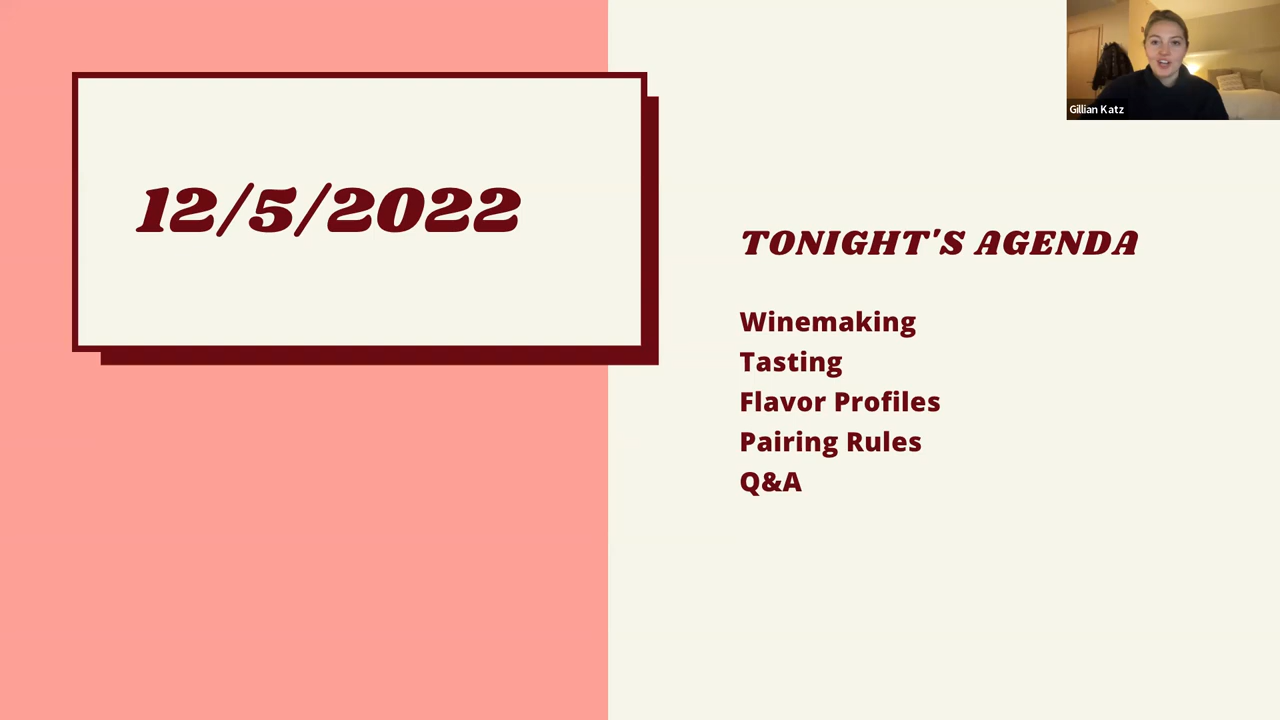 12/5/2022
TONIGHT'S AGENDA
Winemaking
Tasting
Flavor Profiles
Pairing Rules
Q&A
Gillian Katz